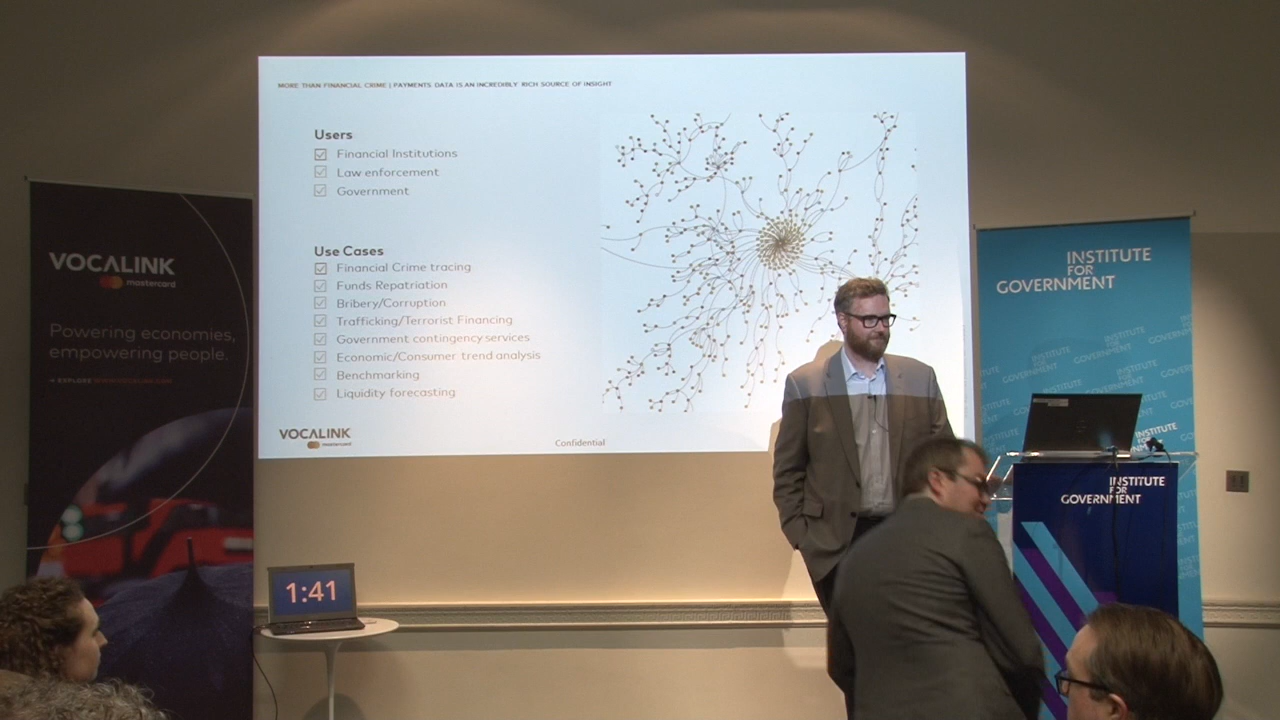 MORE THAN FINANCIAL CRIME | PAYMENTS DATA IS AN INCREDIBLY RICH SOURCE OF INSIGHT
Users
Financial Institutions
Law enforcement
Government
Use Cases
Financial Crime tracing
Funds Repatriation
Bribery/Corruption
Trafficking/Terrorist Financing
Government contingency services
Economic/Consumer trend analysis
Benchmarking
Liquidity forecasting
VOCALINK
mastercard
Confidential
VOCALINK
mastercard
Powering economies,
empowering people.
EXPLORE
1:41
INSTITUTE
FOR
GOVERNMENT
INSTITUTE
FOR
GOVERNMENT